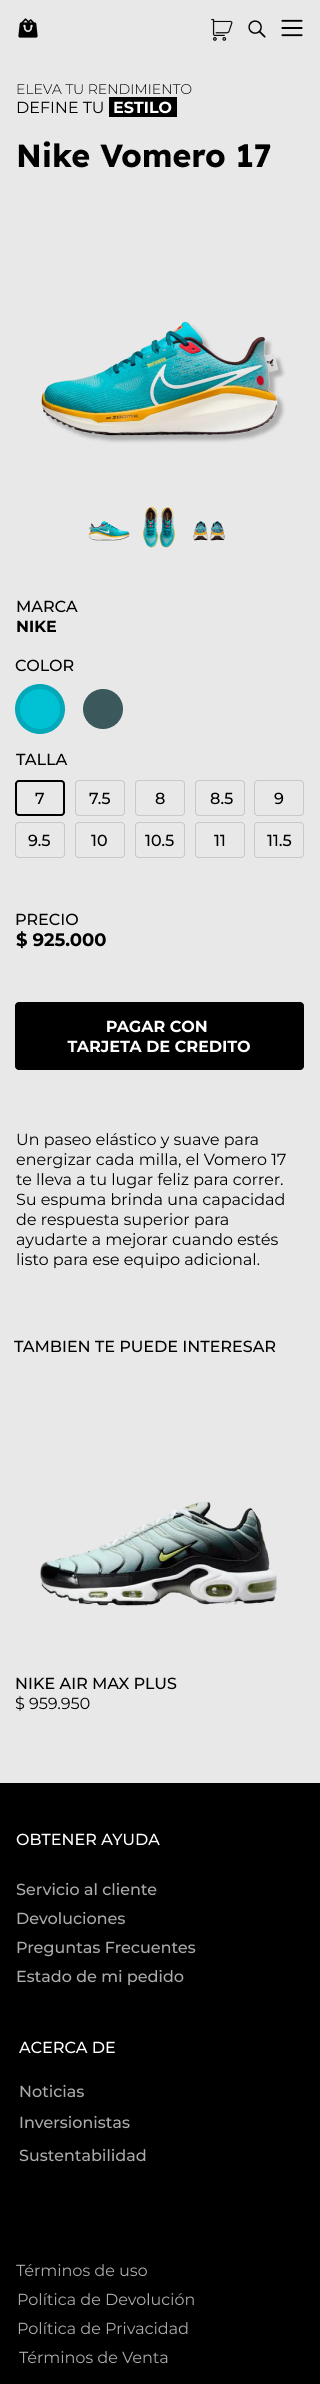 ELEVA TU RENDIMIENTO
DEFINE TU ESTILO
Nike Vomero 17
MARCA
NIKE
COLOR
TALLA
7 7.5 8 8.5 9
9.5 10 10.5 11 11.5
PRECIO
$ 925.000
PAGAR CON
TARJETA DE CREDITO
Un paseo elástico y suave para
energizar cada milla, el Vomero 17
te lleva a tu lugar feliz para correr.
Su espuma brinda una capacidad
de respuesta superior para
ayudarte a mejorar cuando estés
listo para ese equipo adicional.
TAMBIEN TE PUEDE INTERESAR
NIKE AIR MAX PLUS
$ 959.950
OBTENER AYUDA
Servicio al cliente
Devoluciones
Preguntas Frecuentes
Estado de mi pedido
ACERCA DE
Noticias
Inversionistas
Sustentabilidad
Términos de uso
Política de Devolución
Política de Privacidad
Términos de Venta